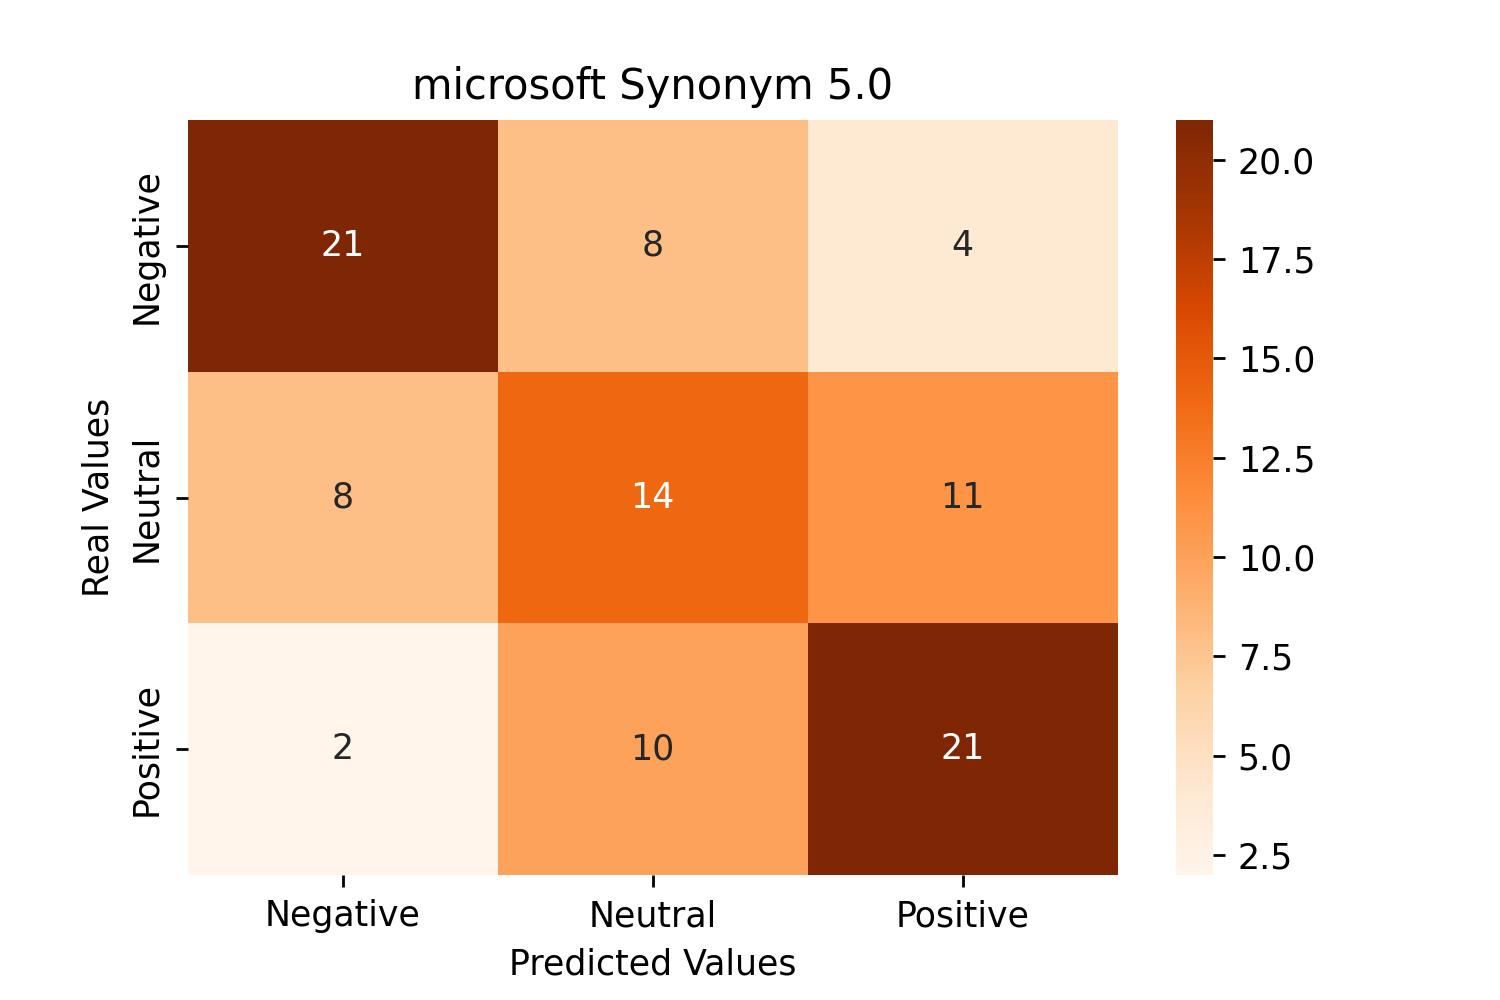 microsoft Synonym 5.0
Real Values
Negative
21 8 4
Neutral
8 14 11
Positive
2 10 21
Negative Neutral Positive
Predicted Values
20.0
17.5
15.0
12.5
10.0
7.5
5.0
2.5